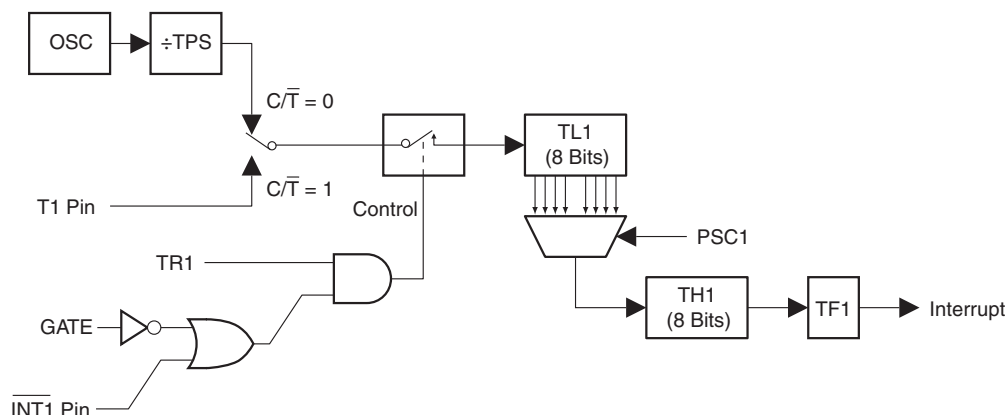 OSC
÷TPS
C/T̅ = 0
C/T̅ = 1
T1 Pin
TL1
(8 Bits)
Control
PSC1
TR1
TH1
(8 Bits)
TF1
Interrupt
GATE
I̅N̅T̅1̅ Pin